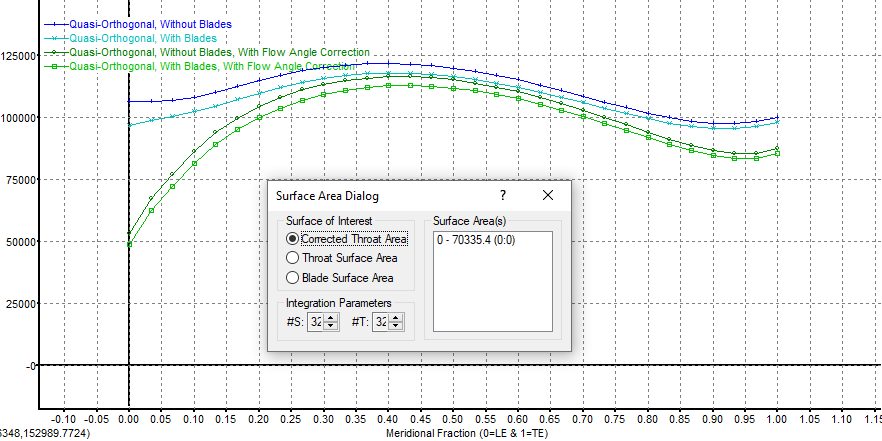 Quasi-Orthogonal, Without Blades
Quasi-Orthogonal, With Blades
Quasi-Orthogonal, Without Blades, With Flow Angle Correction
Quasi-Orthogonal, With Blades, With Flow Angle Correction
125000
100000
75000
50000
25000
-0
Surface Area Dialog
?
Surface of Interest
Corrected Throat Area
Throat Surface Area
Blade Surface Area
Integration Parameters
#S: 32 #T: 32
Surface Area(s)
0 - 70335.4 (0:0)
-0.10 -0.05 0.00 0.05 0.10 0.15 0.20 0.25 0.30 0.35 0.40 0.45 0.50 0.55 0.60 0.65 0.70 0.75 0.80 0.85 0.90 0.95 1.00 1.05 1.10 1.15
6348,152989.7724)
Meridional Fraction (0=LE & 1=TE)